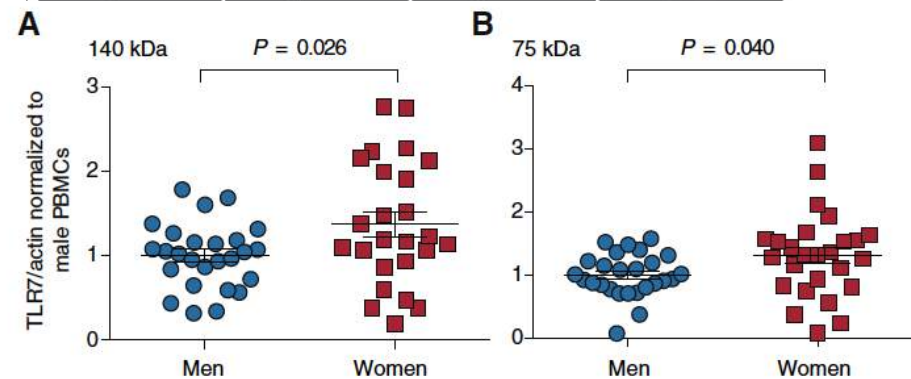 A
140 kDa
P = 0.026
TLR7/actin normalized to
male PBMCs
3
2
1
0
Men
Women
B
75 kDa
P = 0.040
4
3
2
1
0
Men
Women